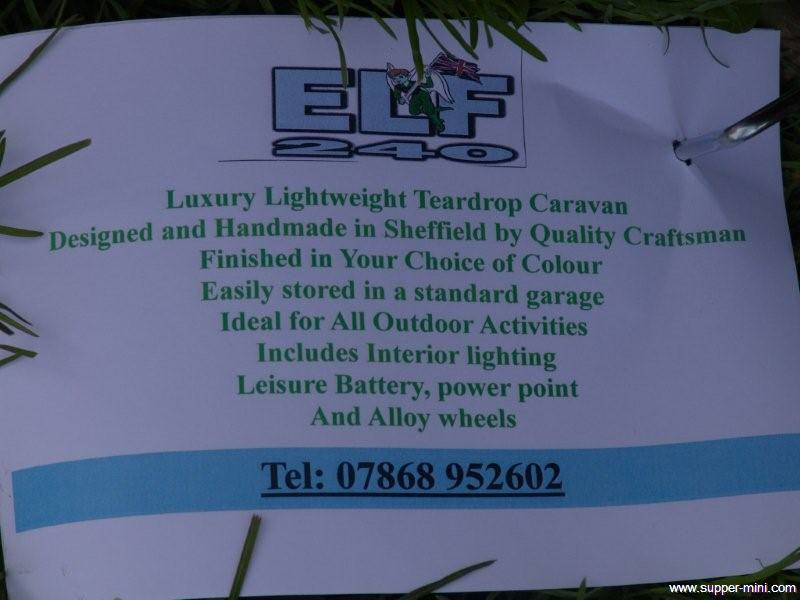 ELF
240
Luxury Lightweight Teardrop Caravan
Designed and Handmade in Sheffield by Quality Craftsman
Finished in Your Choice of Colour
Easily stored in a standard garage
Ideal for All Outdoor Activities
Includes Interior lighting
Leisure Battery, power point
And Alloy wheels
Tel: 07868 952602
www.supper-mini.com